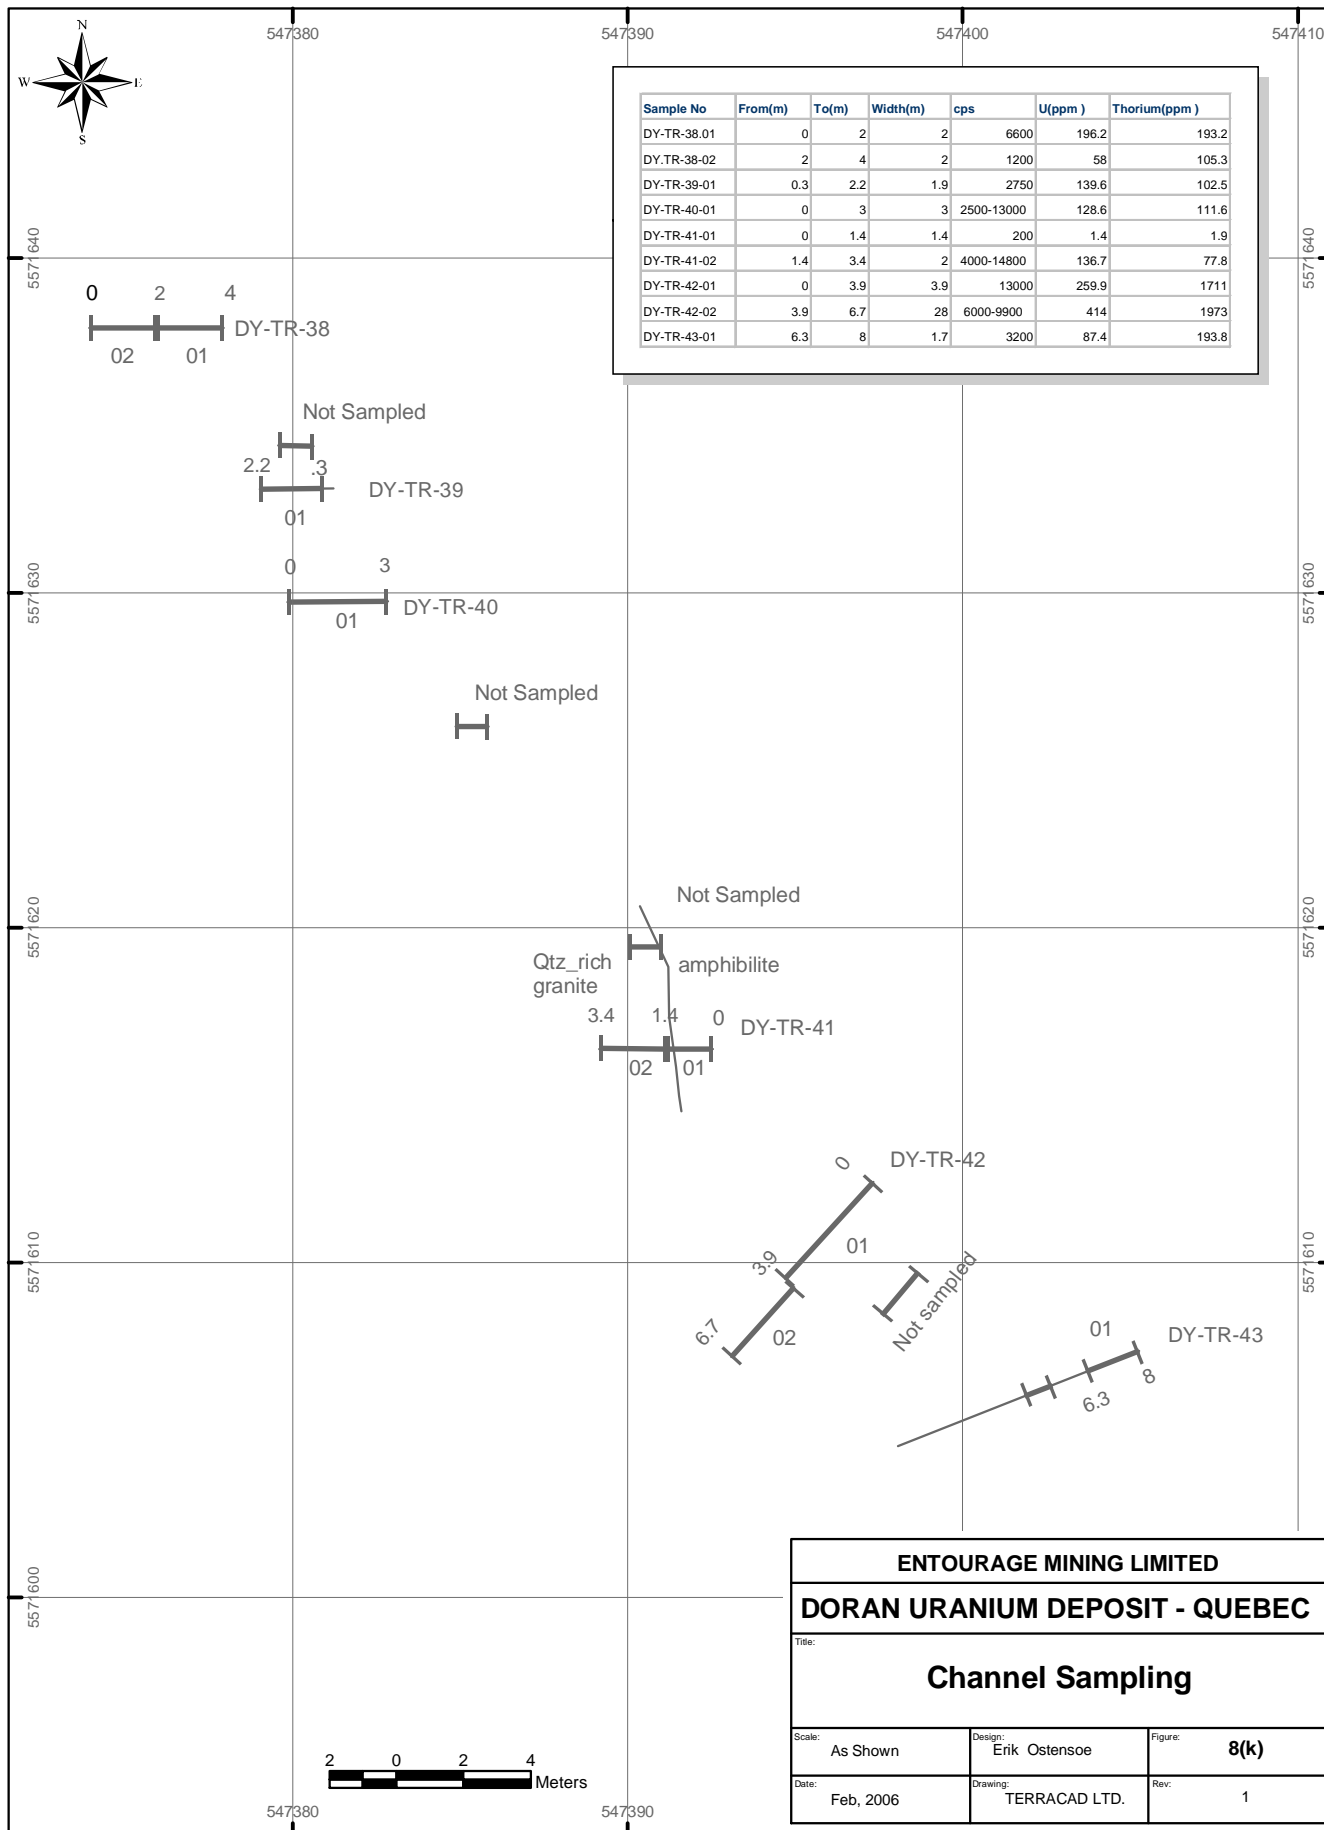 547380 547390 547400 547410
N
W E
S
Sample No From(m) To(m) Width(m) cps U(ppm ) Thorium(ppm )
DY-TR-38.01 0 2 2 6600 196.2 193.2
DY.TR-38-02 2 4 2 1200 58 105.3
DY-TR-39-01 0.3 2.2 1.9 2750 139.6 102.5
DY-TR-40-01 0 3 3 2500-13000 128.6 111.6
DY-TR-41-01 0 1.4 1.4 200 1.4 1.9
DY-TR-41-02 1.4 3.4 2 4000-14800 136.7 77.8
DY-TR-42-01 0 3.9 3.9 13000 259.9 1711
DY-TR-42-02 3.9 6.7 28 6000-9900 414 1973
DY-TR-43-01 6.3 8 1.7 3200 87.4 193.8
5571640 5571640
0 2 4
DY-TR-38
02 01
Not Sampled
2.2 .3
DY-TR-39
01
5571630 5571630
0 3
DY-TR-40
01
Not Sampled
5571620 5571620
Not Sampled
Qtz_rich
granite
amphibilite
3.4 1.4 0
DY-TR-41
02 01
0 DY-TR-42
01
3.9
5571610 5571610
Not sampled
6.7
02
01
DY-TR-43
6.3 8
5571600
ENTOURAGE MINING LIMITED
DORAN URANIUM DEPOSIT - QUEBEC
Title:
Channel Sampling
Scale: As Shown
Design: Erik Ostensoe
Figure: 8(k)
Date: Feb, 2006
Drawing: TERRACAD LTD.
Rev: 1
2 0 2 4
Meters
547380 547390